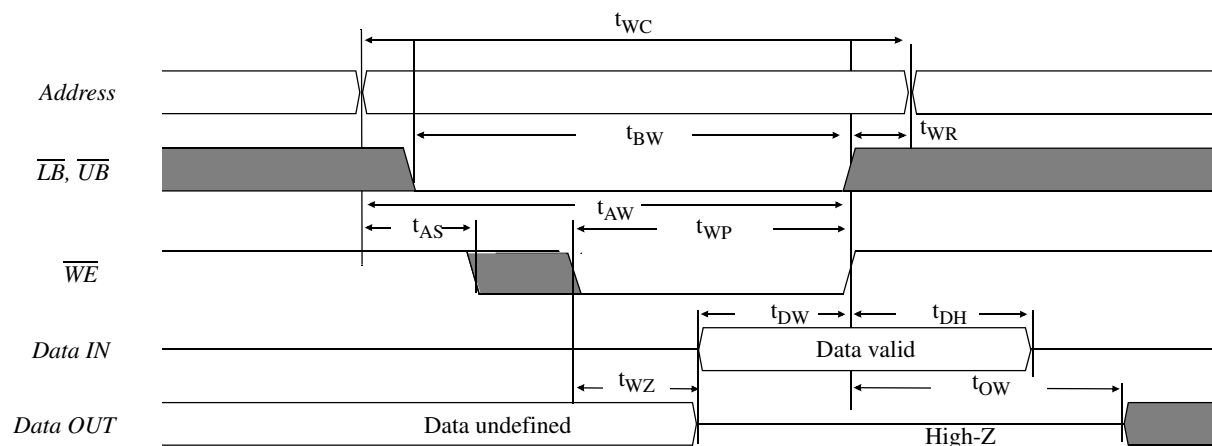 tWC
Address
tBW
tWR
LB, UB
tAW
tAS
tWP
WE
tDW
tDH
Data IN
Data valid
tWZ
tOW
Data OUT
Data undefined
High-Z